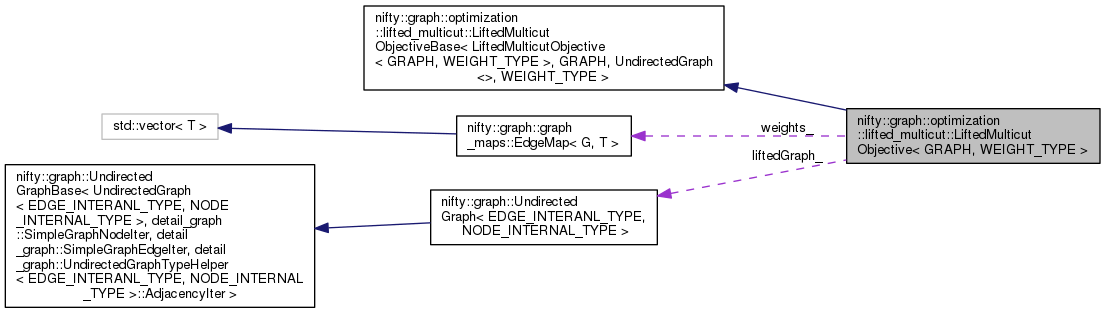 nifty::graph::optimization
::lifted_multicut::LiftedMulticut
ObjectiveBase< LiftedMulticutObjective
< GRAPH, WEIGHT_TYPE >, GRAPH, UndirectedGraph
<>, WEIGHT_TYPE >
std::vector< T >
nifty::graph::graph
_maps::EdgeMap< G, T >
weights_
nifty::graph::optimization
::lifted_multicut::LiftedMulticut
Objective< GRAPH, WEIGHT_TYPE >
liftedGraph_
nifty::graph::Undirected
GraphBase< UndirectedGraph
< EDGE_INTERANL_TYPE, NODE
_INTERNAL_TYPE >, detail_graph
::SimpleGraphNodeIter, detail
_graph::SimpleGraphEdgeIter, detail
_graph::UndirectedGraphTypeHelper
< EDGE_INTERANL_TYPE, NODE_INTERNAL
_TYPE >::AdjacencyIter >
nifty::graph::Undirected
Graph< EDGE_INTERANL_TYPE,
NODE_INTERNAL_TYPE >